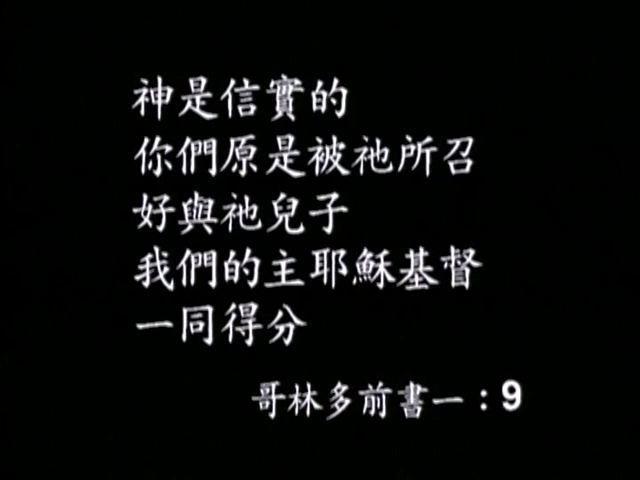 神是信實的
你們原是被祂所召
好與祂兒子
我們的主耶穌基督
一同得分
哥林多前書一：9